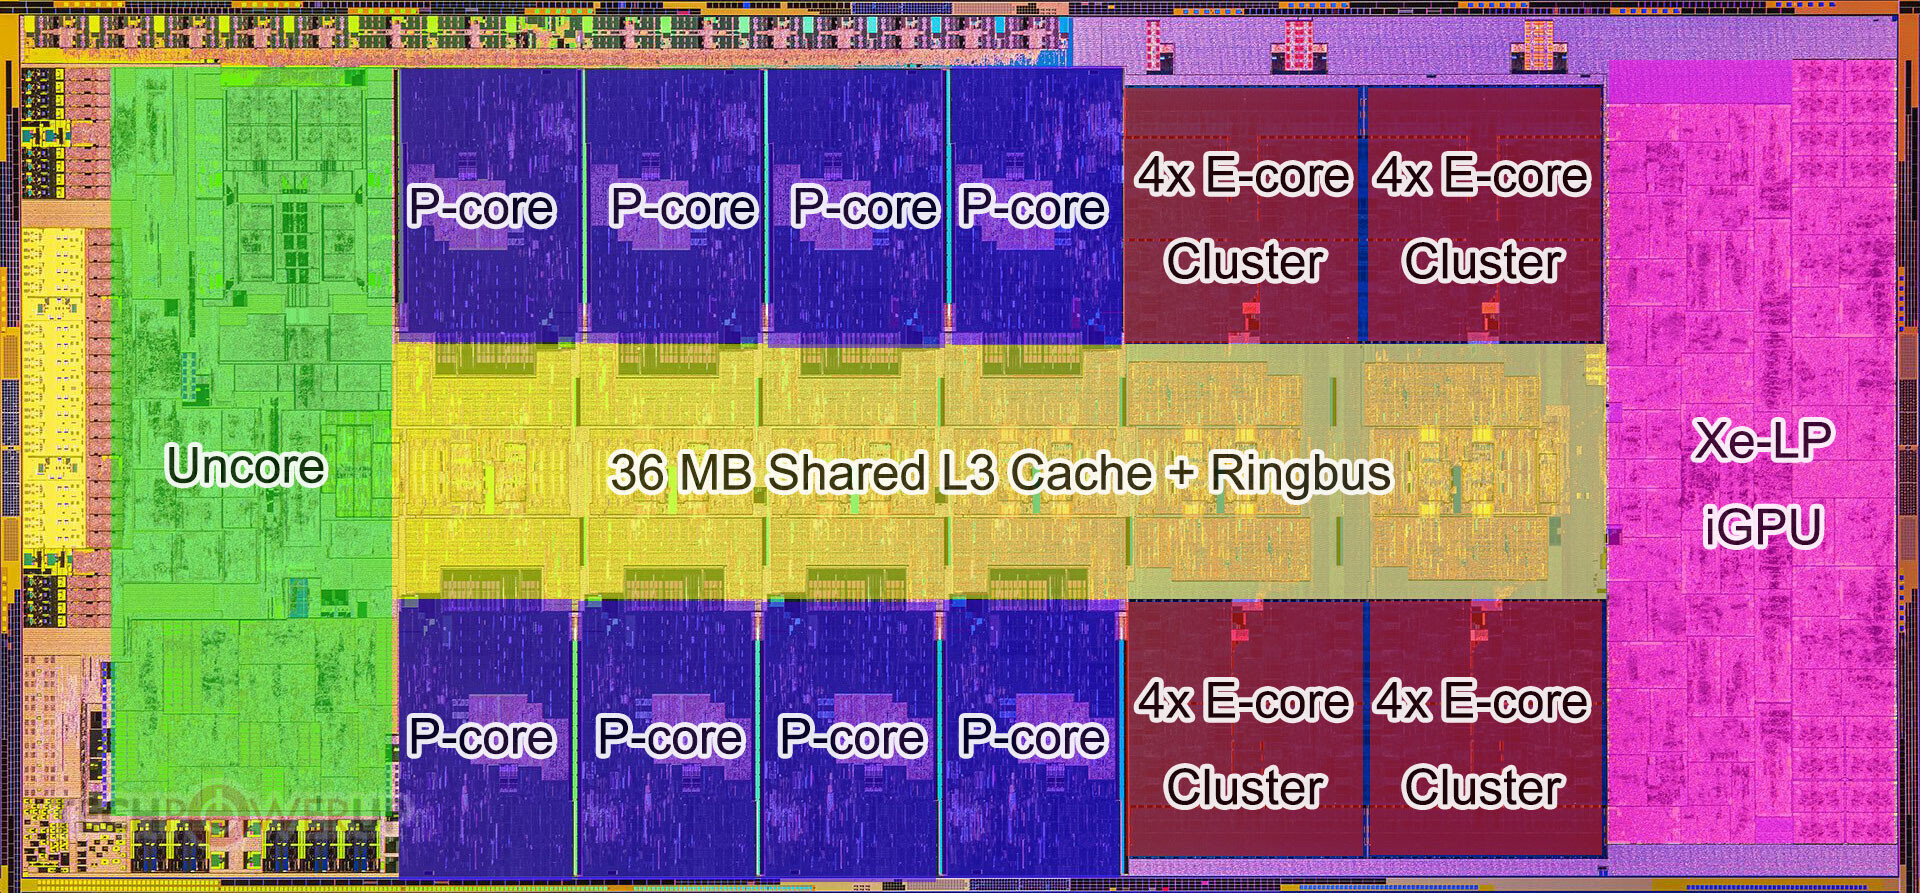 P-core
P-core
P-core
P-core
4x E-core
Cluster
4x E-core
Cluster
Uncore
36 MB Shared L3 Cache + Ringbus
Xe-LP
iGPU
P-core
P-core
P-core
P-core
4x E-core
Cluster
4x E-core
Cluster
TECHPOWERUP